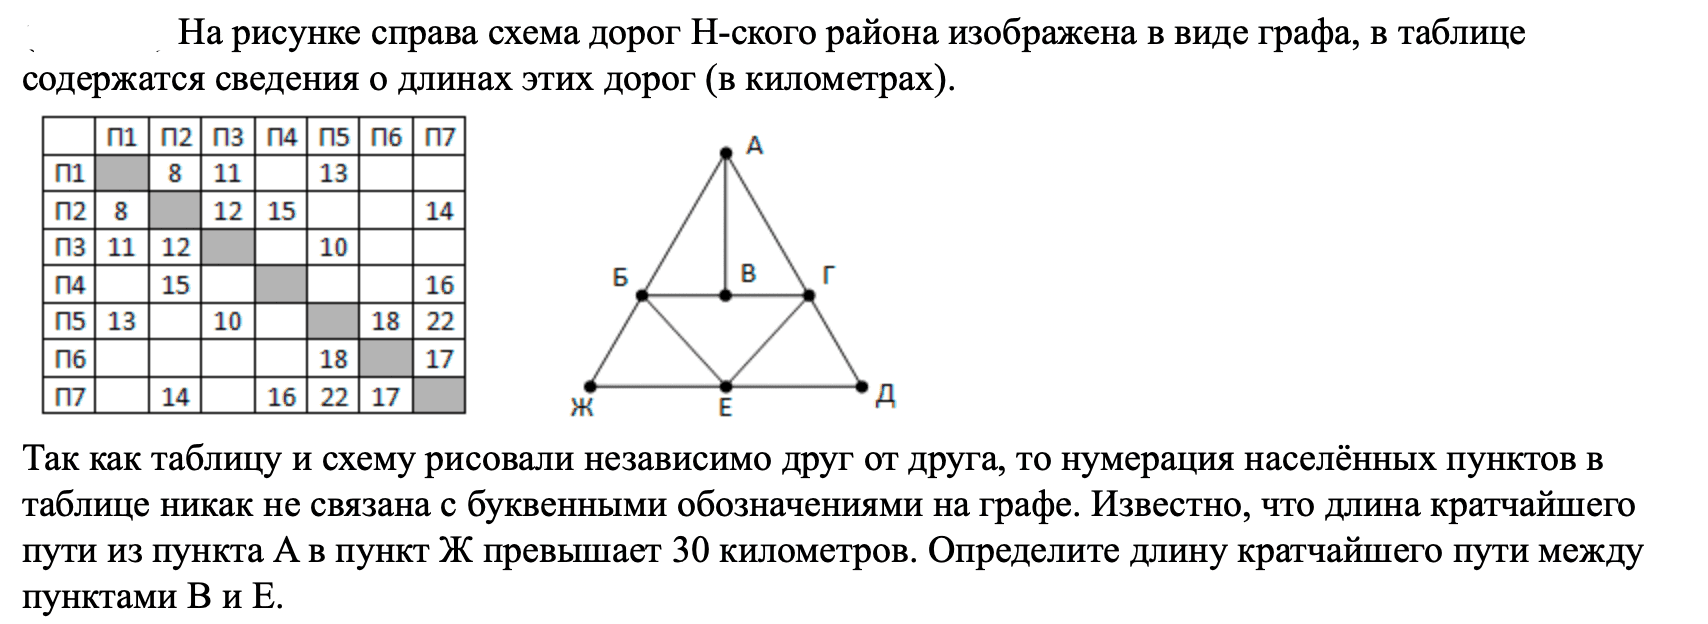 На рисунке справа схема дорог Н-ского района изображена в виде графа, в таблице
содержатся сведения о длинах этих дорог (в километрах).
П1 П2 П3 П4 П5 П6 П7
П1 8 11 13
П2 8 12 15 14
П3 11 12 10
П4 15 16
П5 13 10 18 22
П6 18 17
П7 14 16 22 17
А
Б В Г
Ж Е Д
Так как таблицу и схему рисовали независимо друг от друга, то нумерация населённых пунктов в
таблице никак не связана с буквенными обозначениями на графе. Известно, что длина кратчайшего
пути из пункта А в пункт Ж превышает 30 километров. Определите длину кратчайшего пути между
пунктами В и Е.